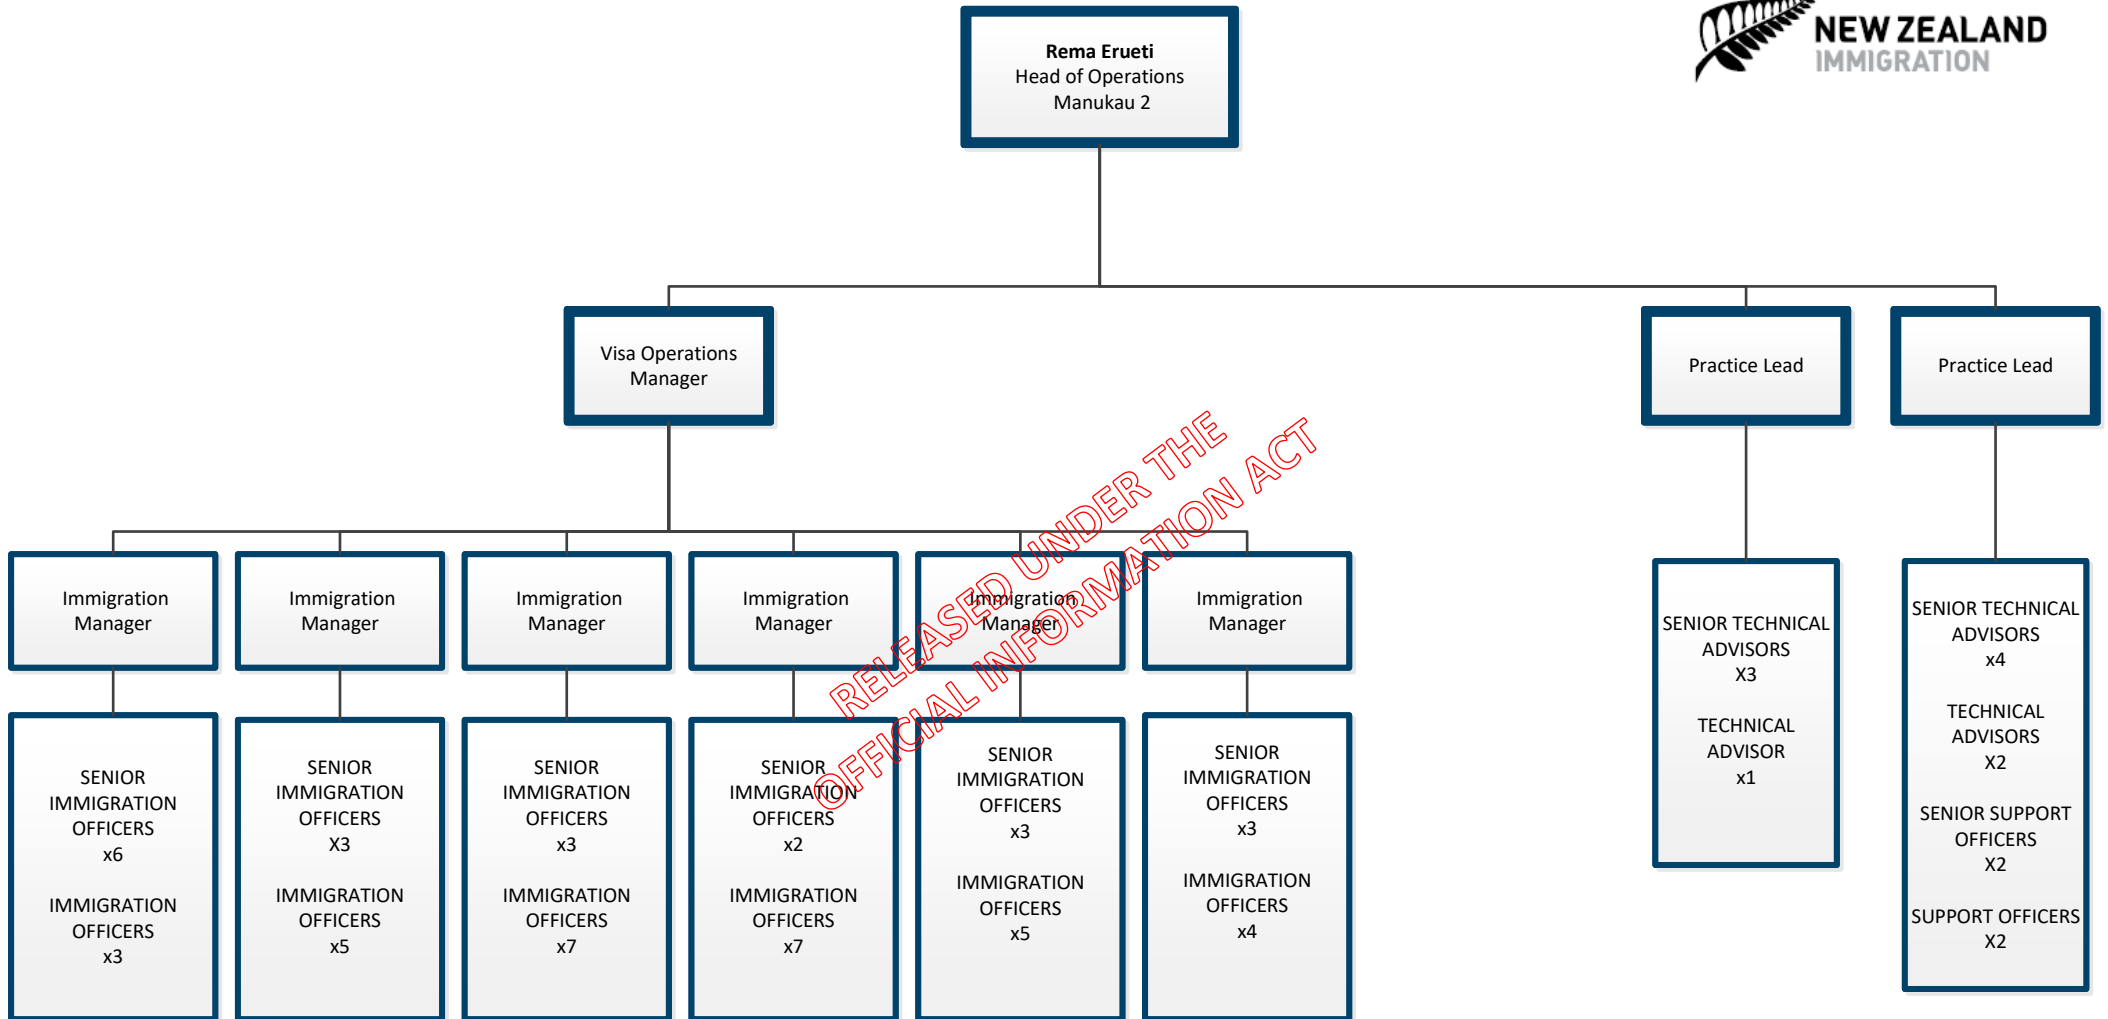 Rema Erueti
Head of Operations
Manukau 2
NEW ZEALAND
IMMIGRATION
Visa Operations
Manager
Practice Lead
Practice Lead
RELEASED UNDER THE
OFFICIAL INFORMATION ACT
Immigration
Manager
Immigration
Manager
Immigration
Manager
Immigration
Manager
Immigration
Manager
Immigration
Manager
SENIOR
IMMIGRATION
OFFICERS
x6
IMMIGRATION
OFFICERS
x3
SENIOR
IMMIGRATION
OFFICERS
X3
IMMIGRATION
OFFICERS
x5
SENIOR
IMMIGRATION
OFFICERS
x3
IMMIGRATION
OFFICERS
x7
SENIOR
IMMIGRATION
OFFICERS
x2
IMMIGRATION
OFFICERS
x7
SENIOR
IMMIGRATION
OFFICERS
x3
IMMIGRATION
OFFICERS
x5
SENIOR
IMMIGRATION
OFFICERS
x3
IMMIGRATION
OFFICERS
x4
SENIOR TECHNICAL
ADVISORS
X3
TECHNICAL
ADVISOR
x1
SENIOR TECHNICAL
ADVISORS
x4
TECHNICAL
ADVISORS
X2
SENIOR SUPPORT
OFFICERS
X2
SUPPORT OFFICERS
X2